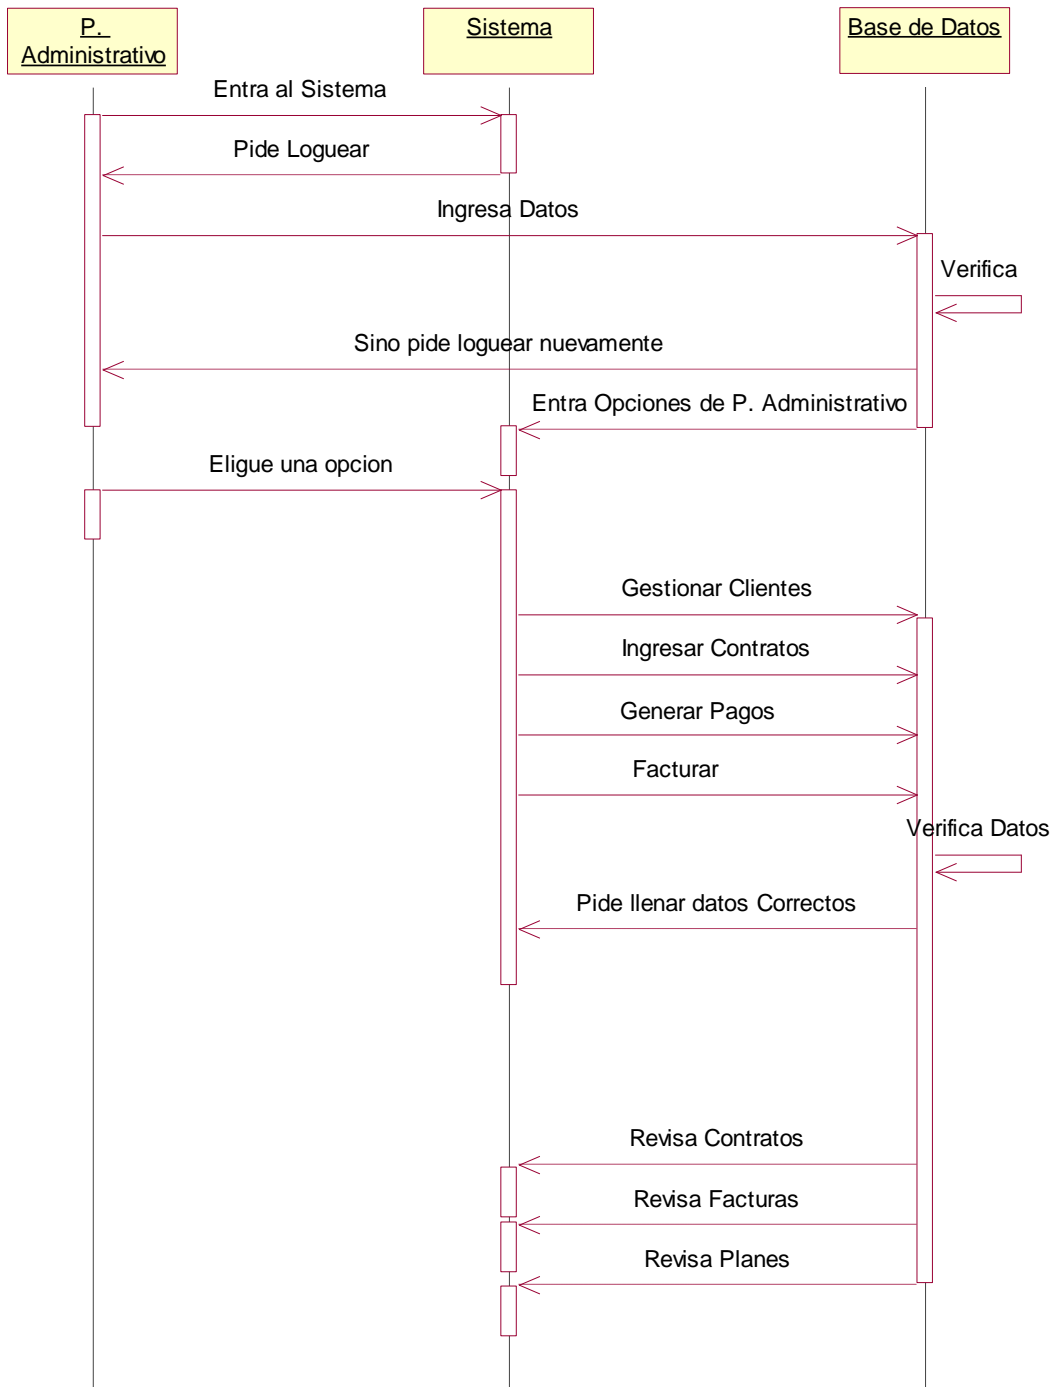 P.
Administrativo
Sistema
Base de Datos
Entra al Sistema
Pide Loguear
Ingresa Datos
Verifica
Sino pide loguear nuevamente
Entra Opciones de P. Administrativo
Eligue una opcion
Gestionar Clientes
Ingresar Contratos
Generar Pagos
Facturar
Verifica Datos
Pide llenar datos Correctos
Revisa Contratos
Revisa Facturas
Revisa Planes